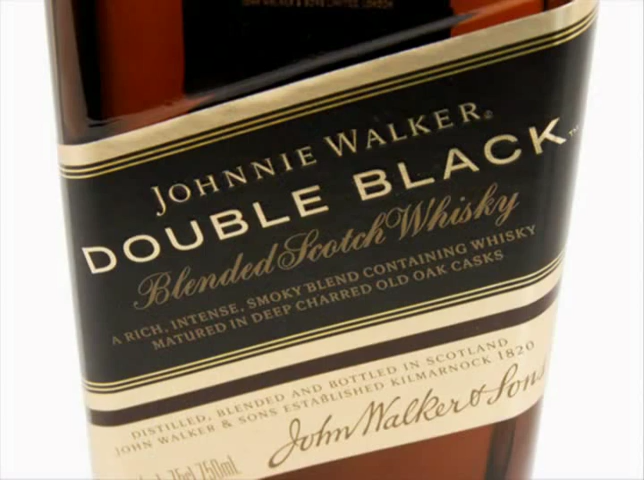 JOHNNIE WALKER®
DOUBLE BLACK™
Blended Scotch Whisky
A RICH, INTENSE, SMOKY BLEND CONTAINING WHISKY
MATURED IN DEEP CHARRED OLD OAK CASKS
DISTILLED, BLENDED AND BOTTLED IN SCOTLAND
JOHN WALKER & SONS ESTABLISHED KILMARNOCK 1820
John Walker & Sons
75cl 750mL